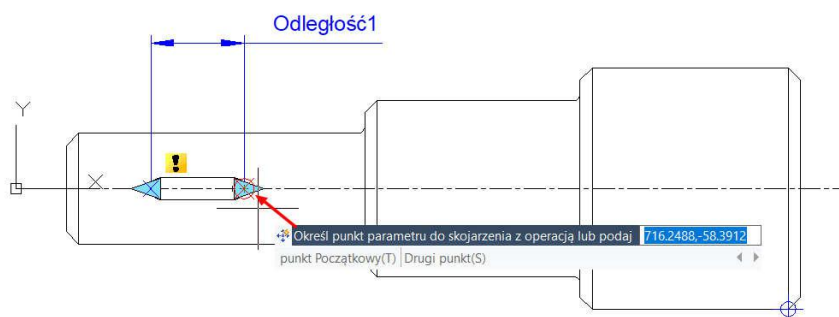 Odległość1
Y
X
!
Określ punkt parametru do skojarzenia z operacją lub podaj 716.2488,-58.3912
punkt Początkowy(T) Drugi punkt(S)